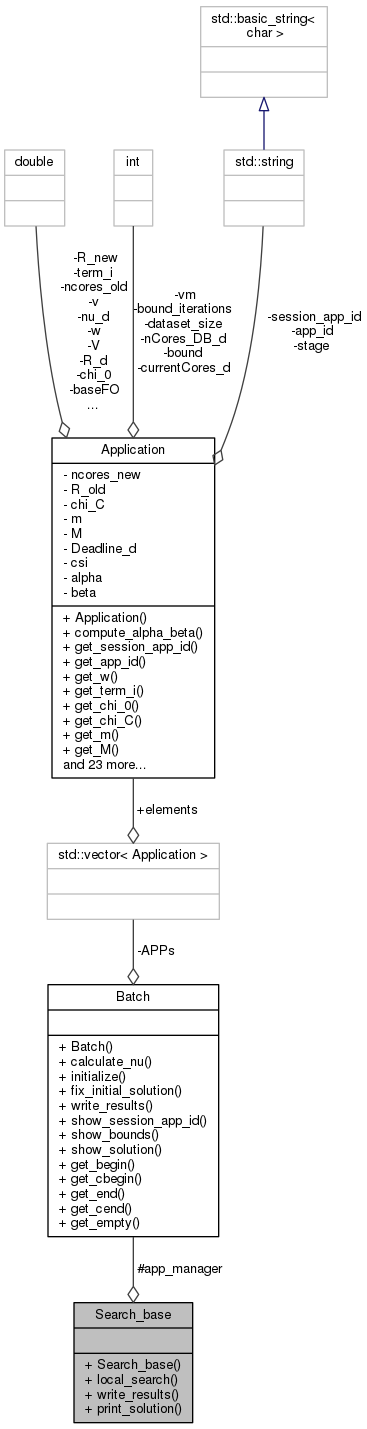 std::basic_string<
char >
double
int
std::string
-R_new
-term_i
-ncores_old
-v
-nu_d
-w
-V
-R_d
-chi_0
-baseFO
...
-vm
-bound_iterations
-dataset_size
-nCores_DB_d
-bound
-currentCores_d
-session_app_id
-app_id
-stage
Application
- ncores_new
- R_old
- chi_C
- m
- M
- Deadline_d
- csi
- alpha
- beta
+ Application()
+ compute_alpha_beta()
+ get_session_app_id()
+ get_app_id()
+ get_w()
+ get_term_i()
+ get_chi_0()
+ get_chi_C()
+ get_m()
+ get_M()
and 23 more...
+elements
std::vector< Application >
-APPs
Batch
+ Batch()
+ calculate_nu()
+ initialize()
+ fix_initial_solution()
+ write_results()
+ show_session_app_id()
+ show_bounds()
+ show_solution()
+ get_begin()
+ get_cbegin()
+ get_end()
+ get_cend()
+ get_empty()
#app_manager
Search_base
+ Search_base()
+ local_search()
+ write_results()
+ print_solution()